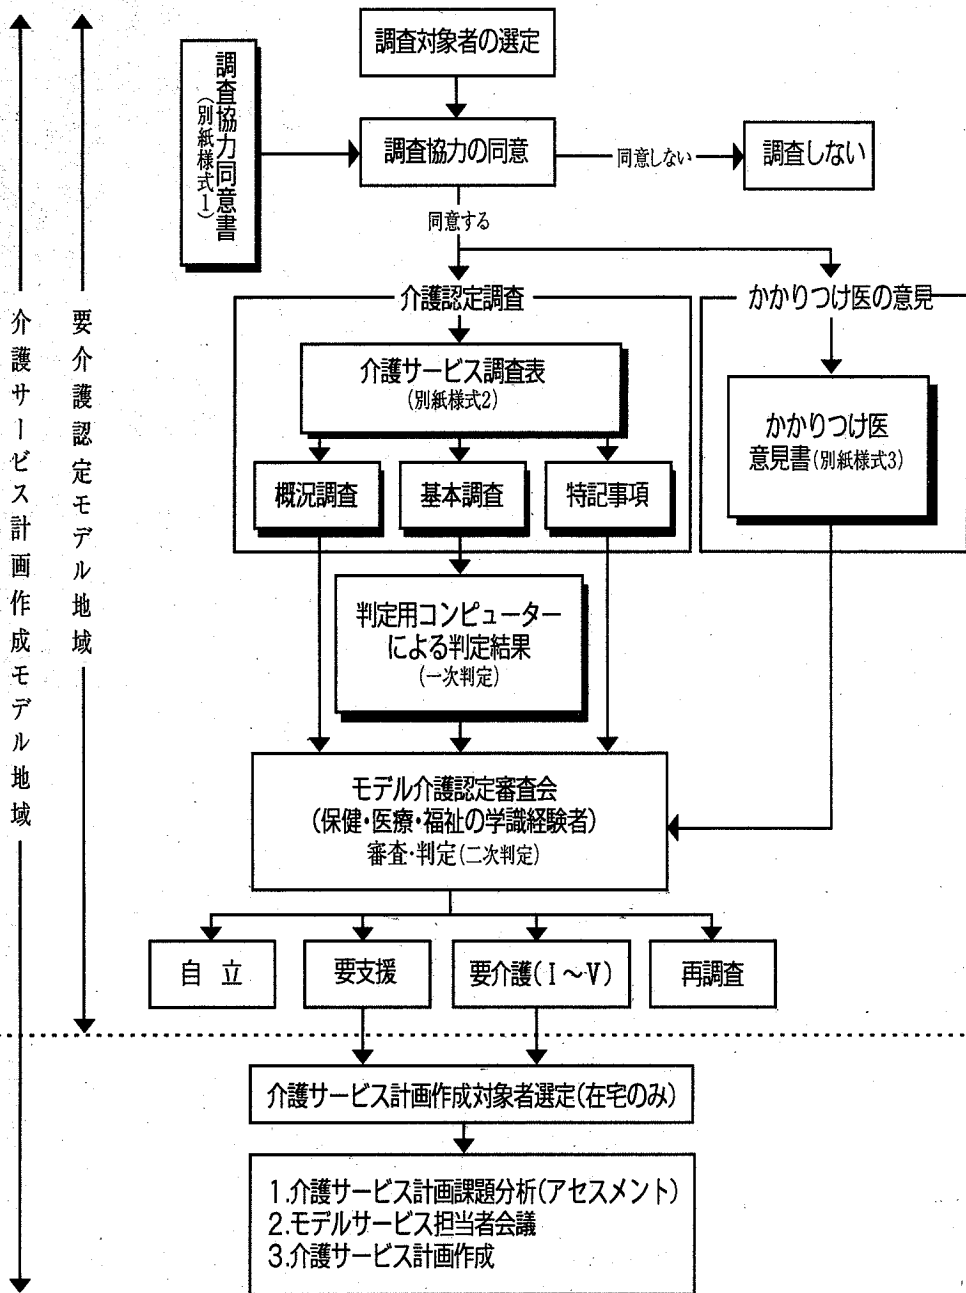 調査対象者の選定
調査協力同意書
(別紙様式1)
調査協力の同意
同意しない
調査しない
同意する
介護認定調査
かかりつけ医の意見
介護サービス調査表
(別紙様式2)
かかりつけ医
意見書(別紙様式3)
概況調査
基本調査
特記事項
判定用コンピューター
による判定結果
(一次判定)
モデル介護認定審査会
(保健・医療・福祉の学識経験者)
審査・判定(二次判定)
自 立
要支援
要介護(I～V)
再調査
介護サービス計画作成対象者選定(在宅のみ)
1.介護サービス計画課題分析(アセスメント)
2.モデルサービス担当者会議
3.介護サービス計画作成
要介護認定モデル地域
介護サービス計画作成モデル地域